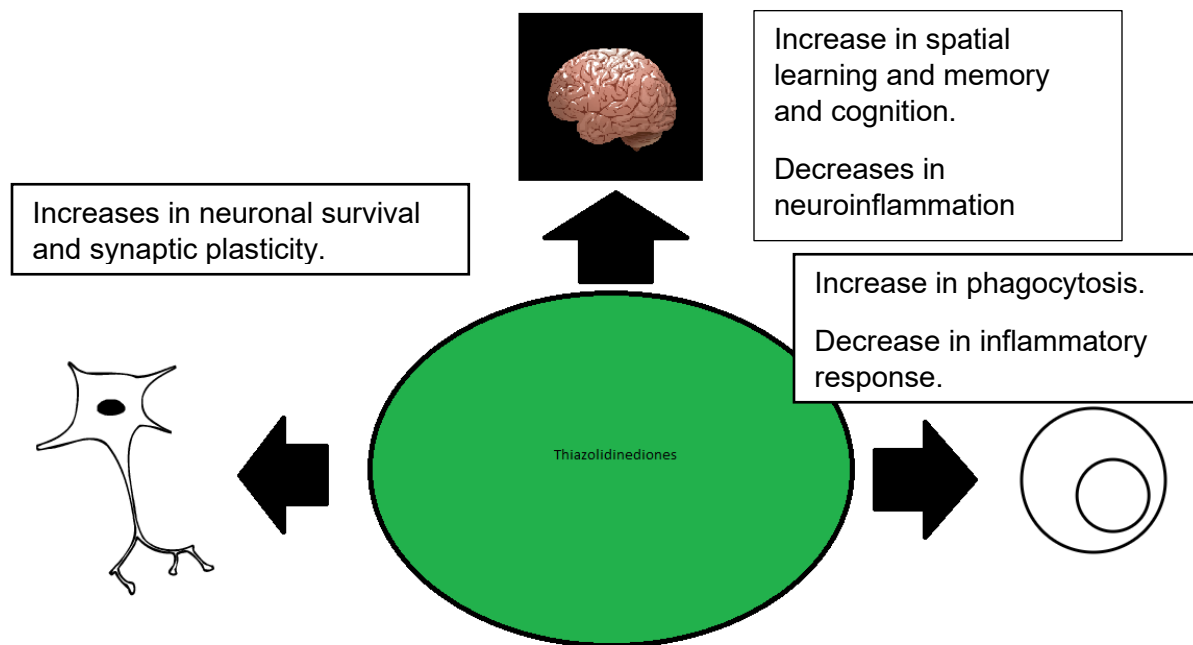 Increase in spatial
learning and memory
and cognition.
Decreases in
neuroinflammation
Increases in neuronal survival
and synaptic plasticity.
Increase in phagocytosis.
Decrease in inflammatory
response.
Thiazolidinediones